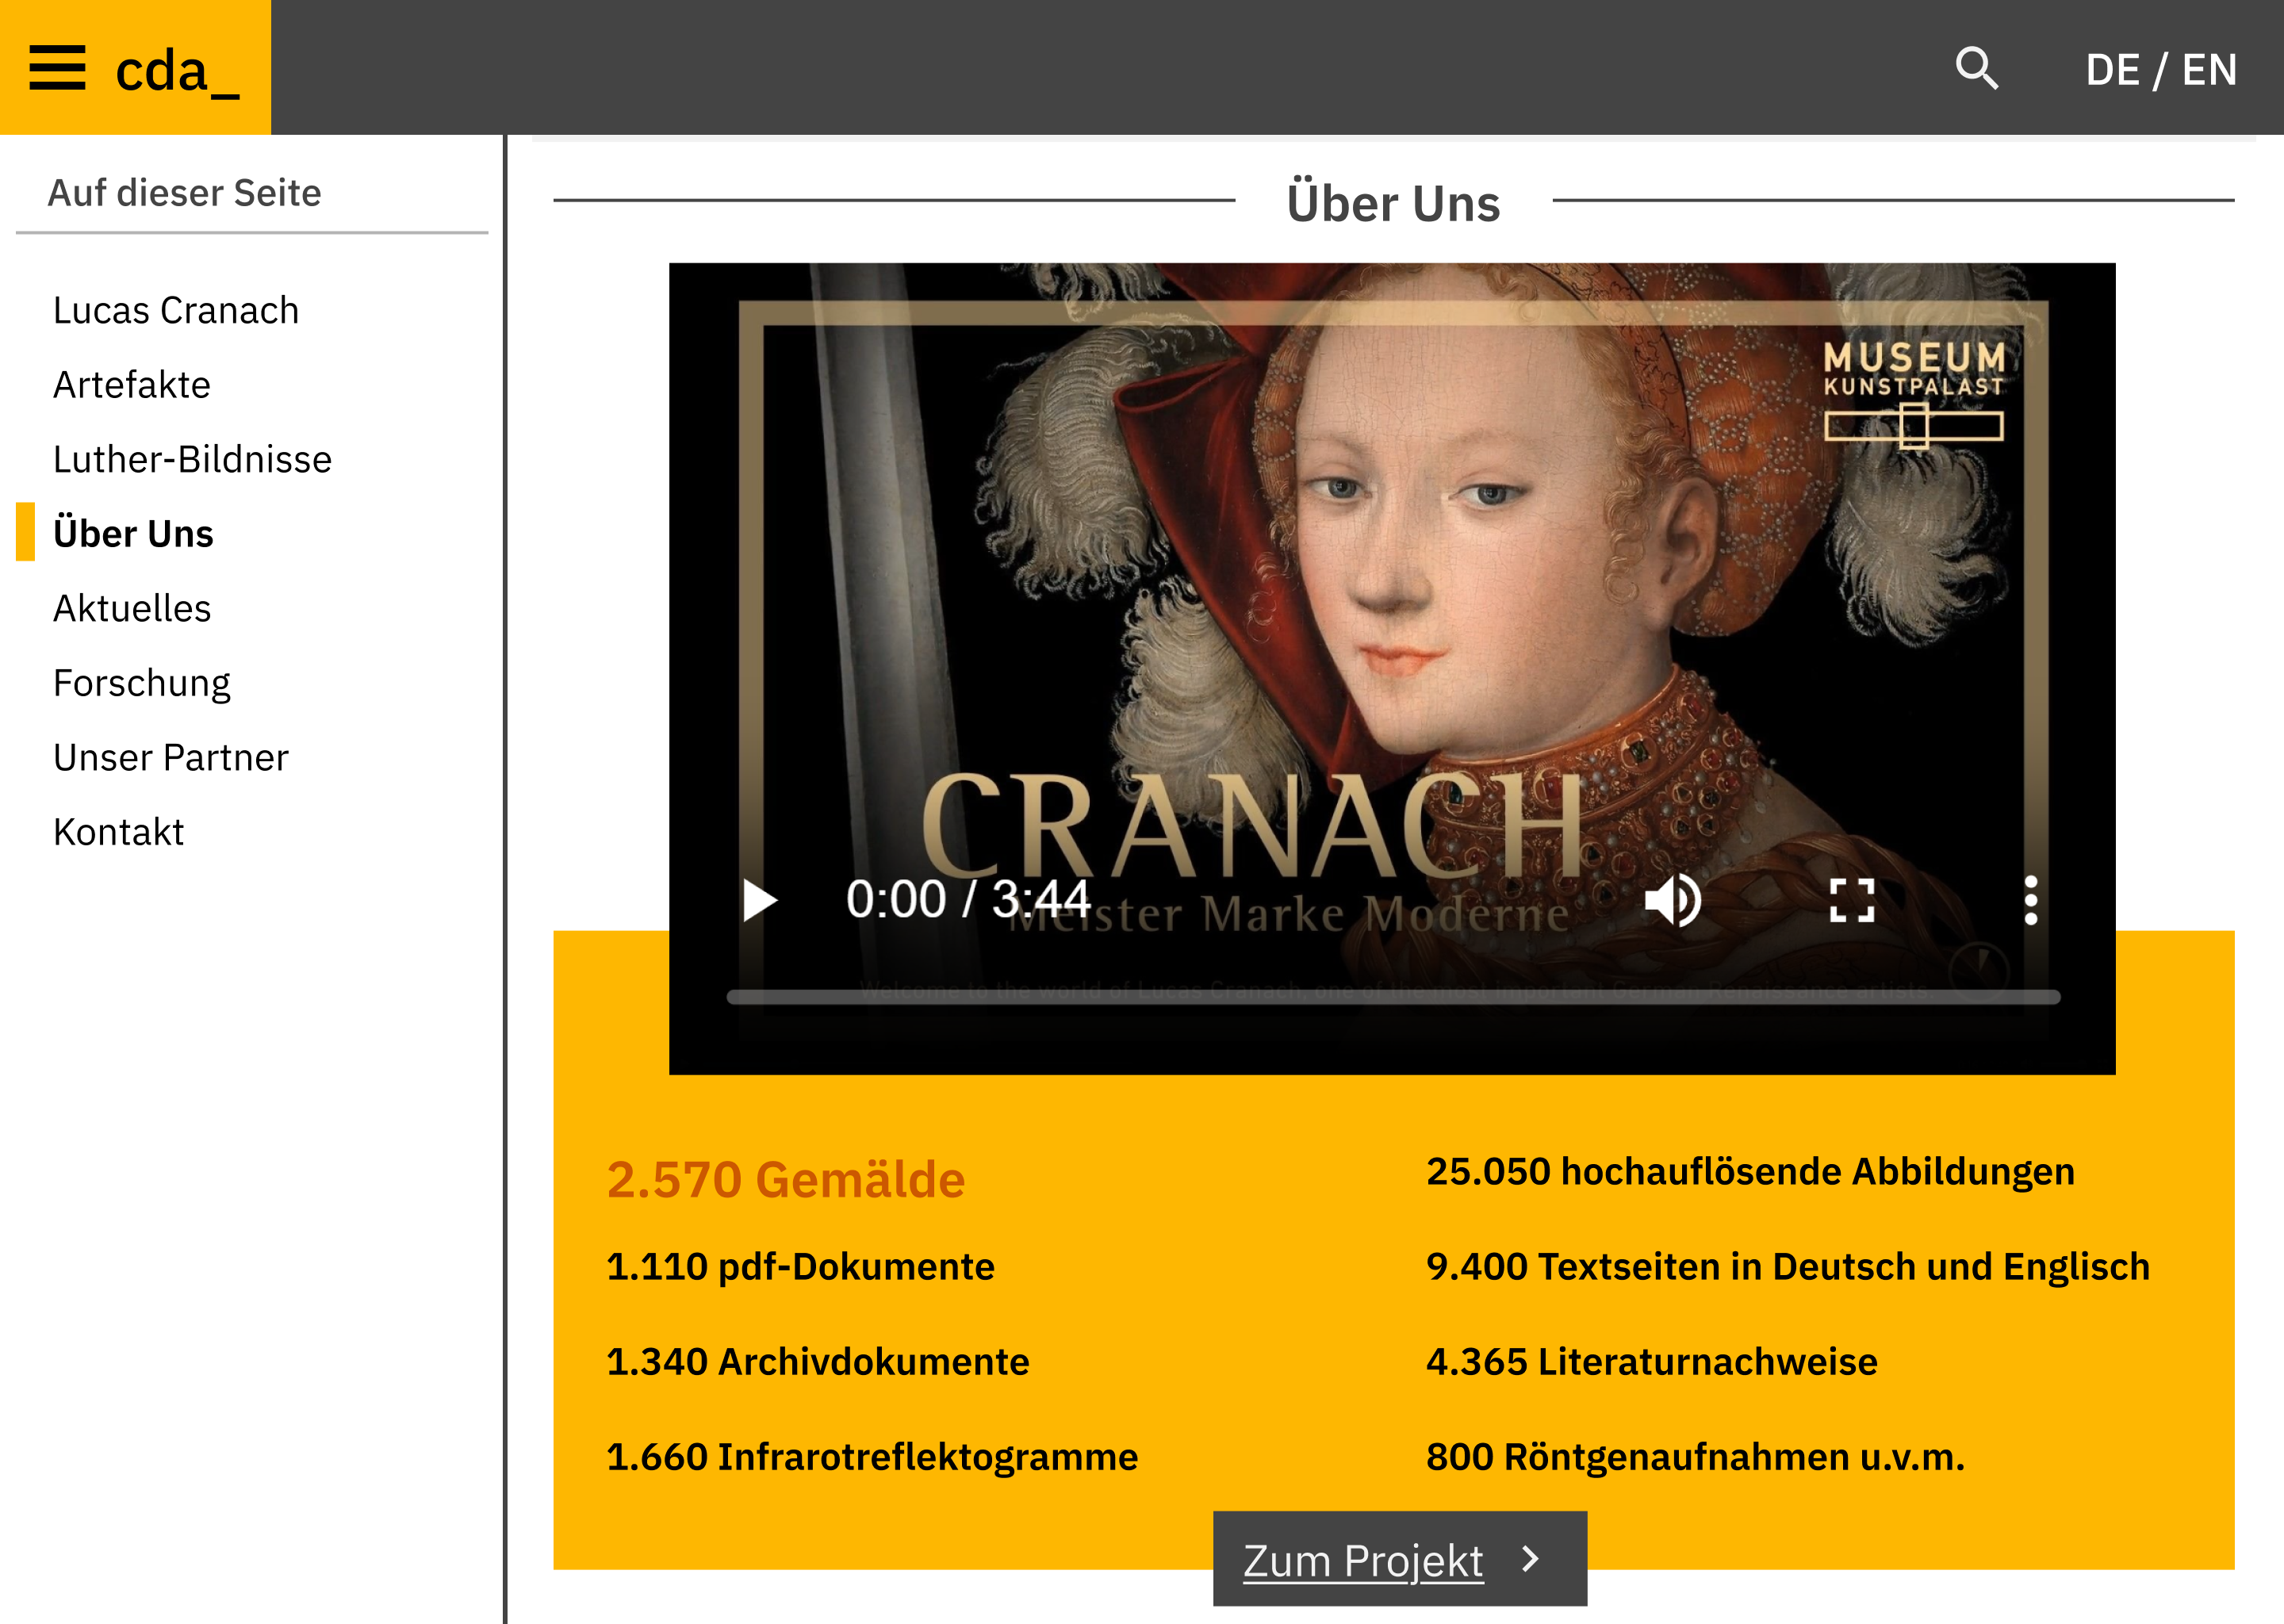 cda_
DE / EN
Auf dieser Seite
Lucas Cranach
Artefakte
Luther-Bildnisse
Über Uns
Aktuelles
Forschung
Unser Partner
Kontakt
Über Uns
MUSEUM
KUNSTPALAST
CRANACH
Meister Marke Moderne
0:00 / 3:44
Welcome to the world of Lucas Cranach, one of the most important German Renaissance artists.
2.570 Gemälde
1.110 pdf-Dokumente
1.340 Archivdokumente
1.660 Infrarotreflektogramme
25.050 hochauflösende Abbildungen
9.400 Textseiten in Deutsch und Englisch
4.365 Literaturnachweise
800 Röntgenaufnahmen u.v.m.
Zum Projekt